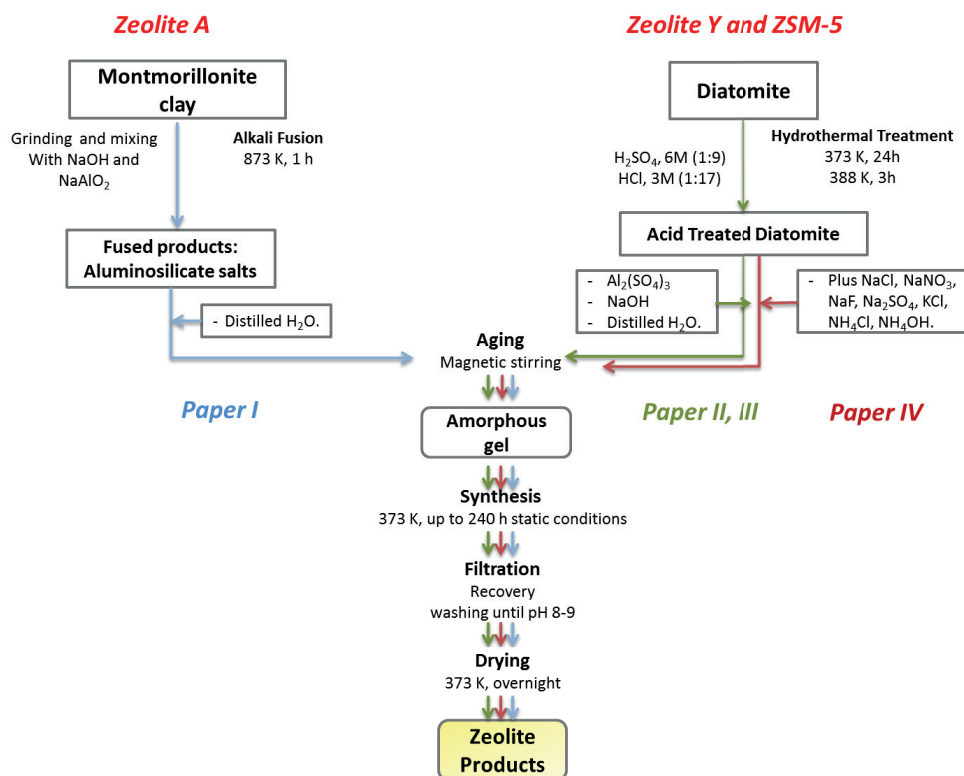 Zeolite A
Zeolite Y and ZSM-5
Montmorillonite
clay
Diatomite
Grinding and mixing
With NaOH and
NaAlO₂
Alkali Fusion
873 K, 1 h
H₂SO₄, 6M (1:9)
HCl, 3M (1:17)
Hydrothermal Treatment
373 K, 24h
388 K, 3h
Fused products:
Aluminosilicate salts
Acid Treated Diatomite
- Distilled H₂O.
- Al₂(SO₄)₃
- NaOH
- Distilled H₂O.
- Plus NaCl, NaNO₃,
NaF, Na₂SO₄, KCl,
NH₄Cl, NH₄OH.
Aging
Magnetic stirring
Paper I
Paper II, III
Paper IV
Amorphous
gel
Synthesis
373 K, up to 240 h static conditions
Filtration
Recovery
washing until pH 8-9
Drying
373 K, overnight
Zeolite
Products